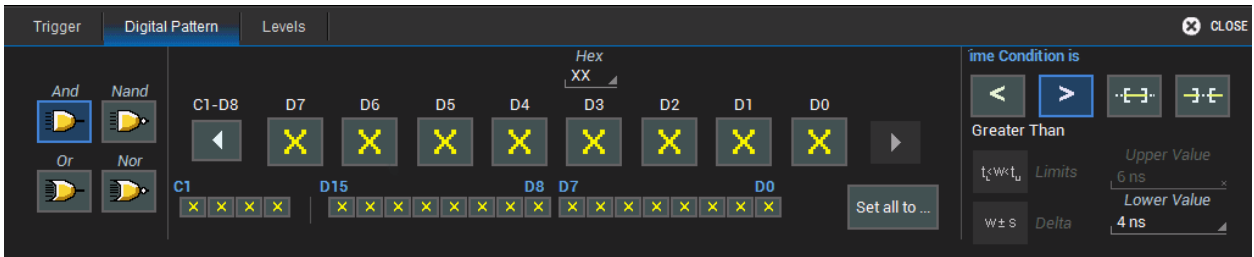 Trigger Digital Pattern Levels CLOSE
Hex
XX
ime Condition is
And Nand
C1-D8 D7 D6 D5 D4 D3 D2 D1 D0
< >
X X X X X X X X
Greater Than
Or Nor
Upper Value
t_L<w<t_u Limits 6 ns ×
C1 D15 D8 D7 D0
X X X X X X X X X X X X X X X X X X X X
Set all to ...
Lower Value
w±s Delta 4 ns